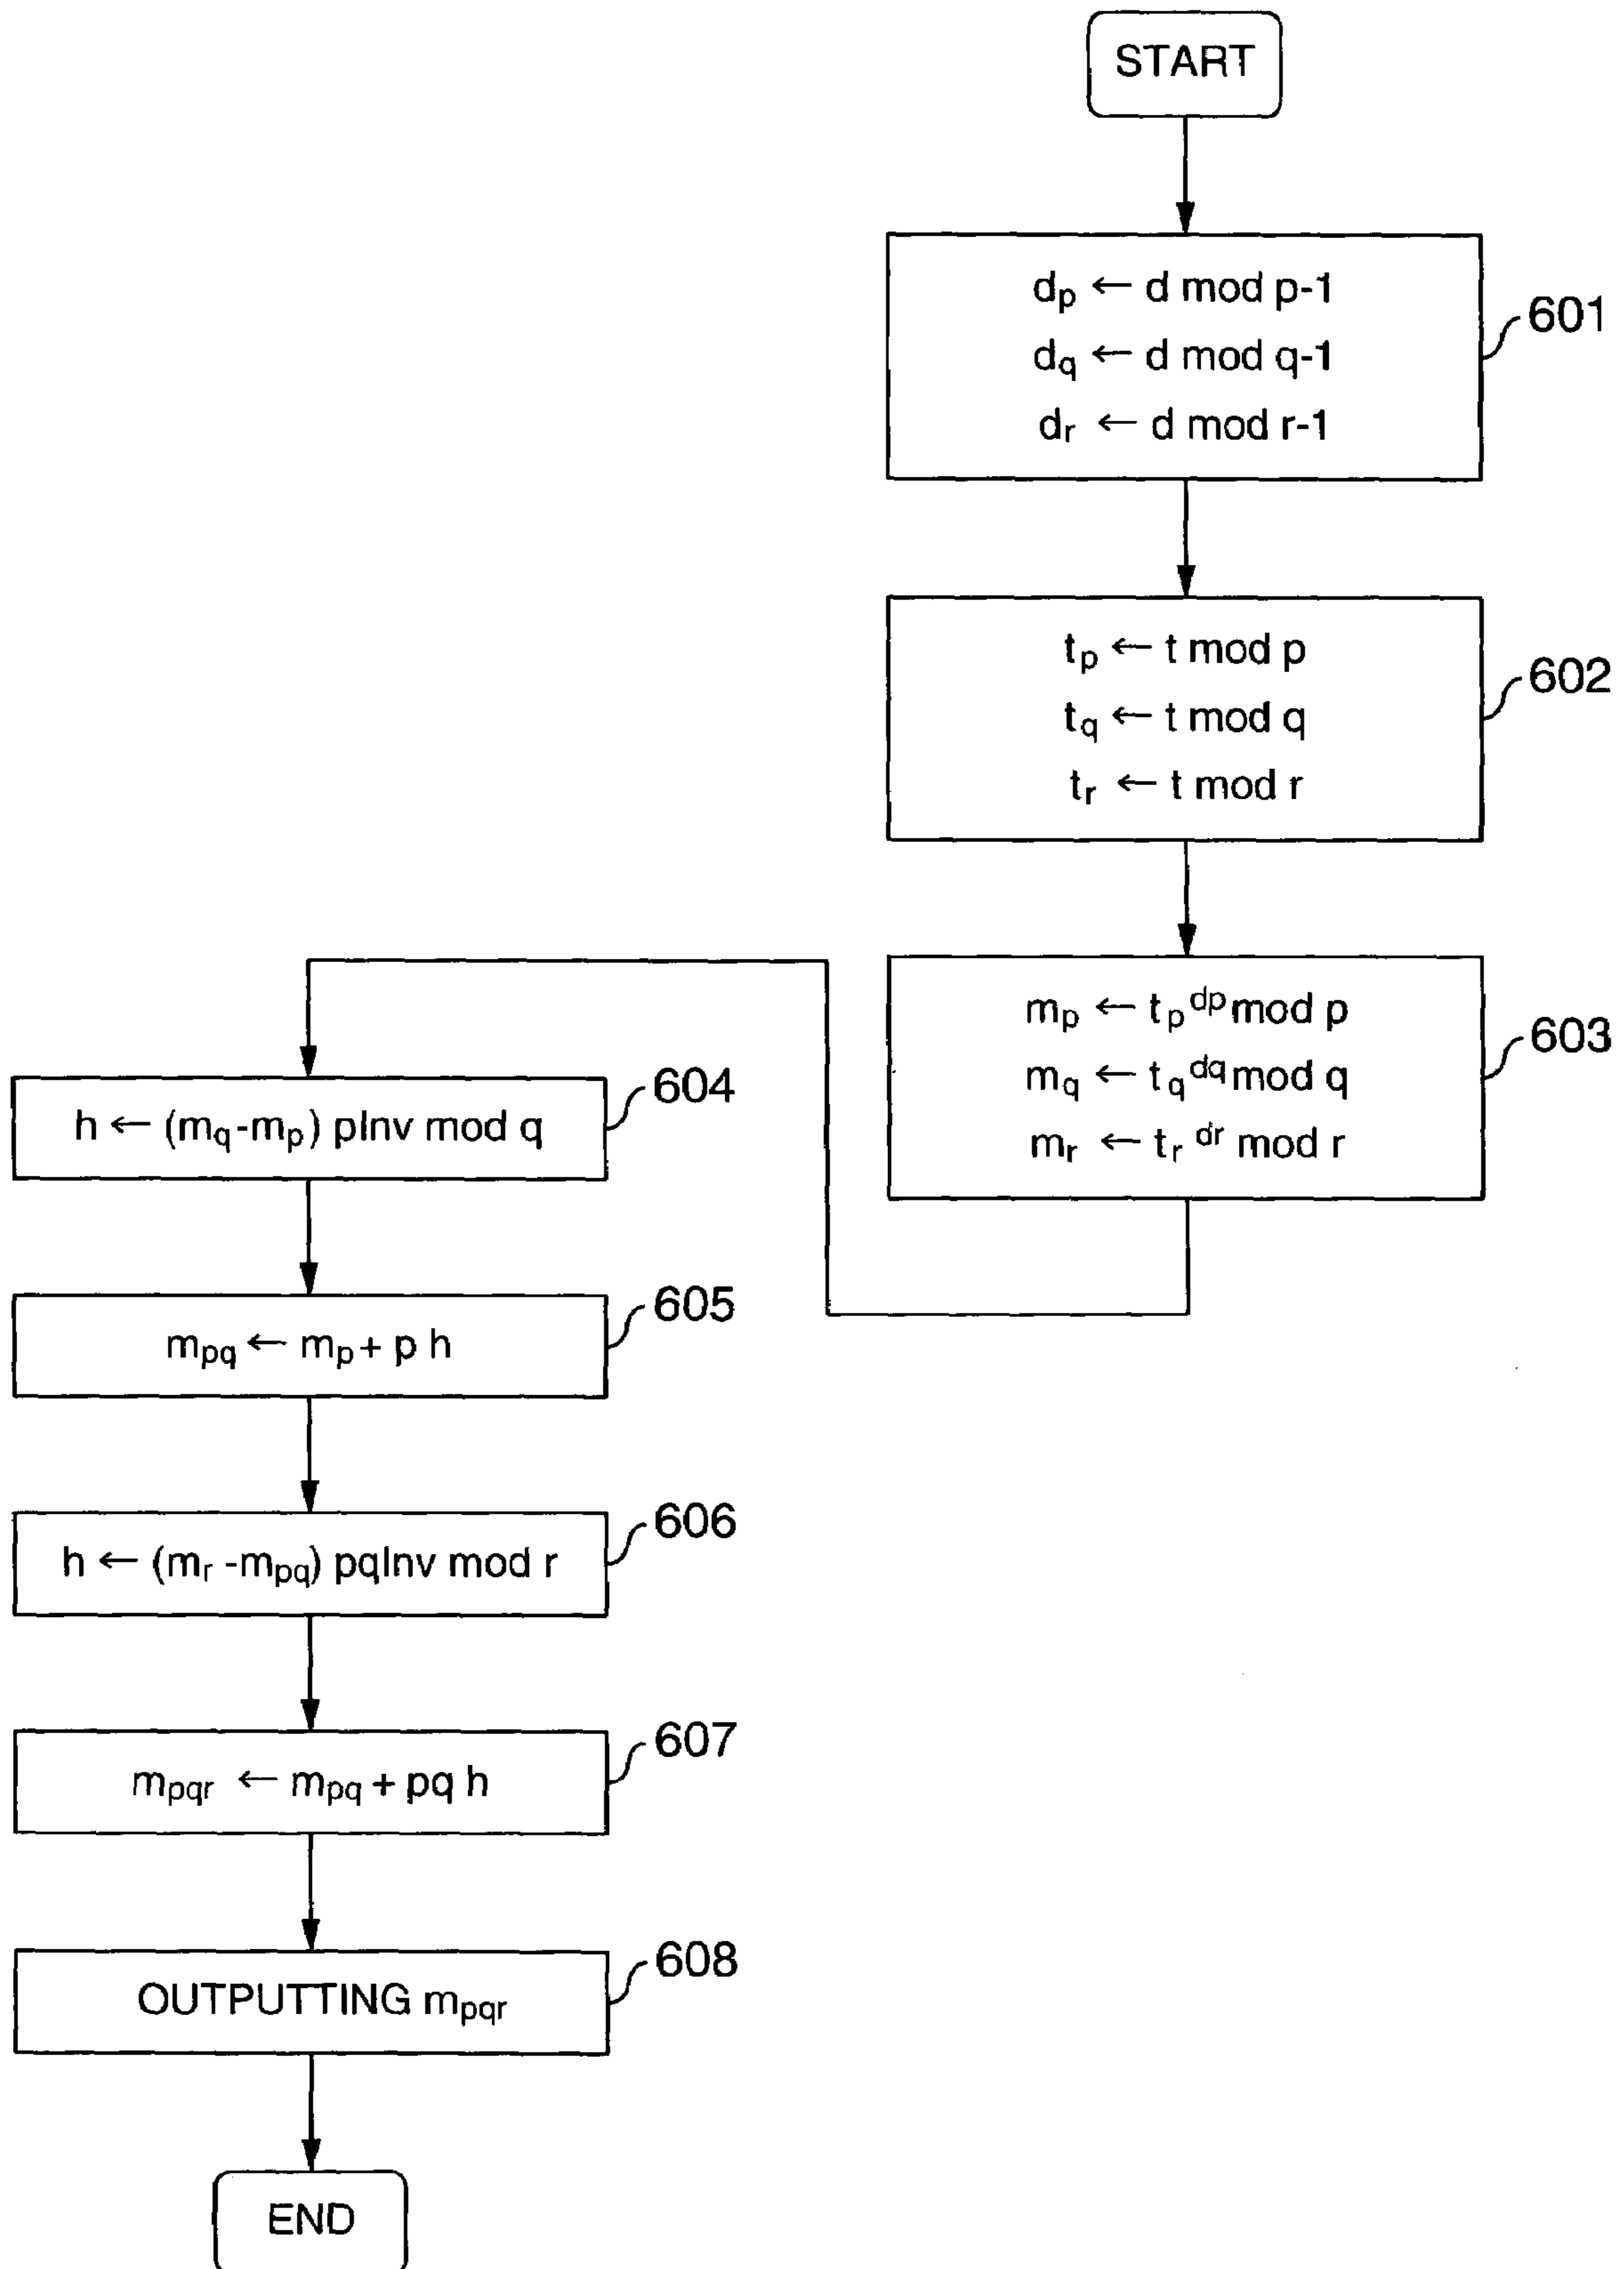 START
dp ← d mod p-1
dq ← d mod q-1
dr ← d mod r-1
601
tp ← t mod p
tq ← t mod q
tr ← t mod r
602
mp ← tp dp mod p
mq ← tq dq mod q
mr ← tr dr mod r
603
h ← (mq -mp) pInv mod q
604
mpq ← mp + p h
605
h ← (mr -mpq) pqInv mod r
606
mpqr ← mpq + pq h
607
OUTPUTTING mpqr
608
END